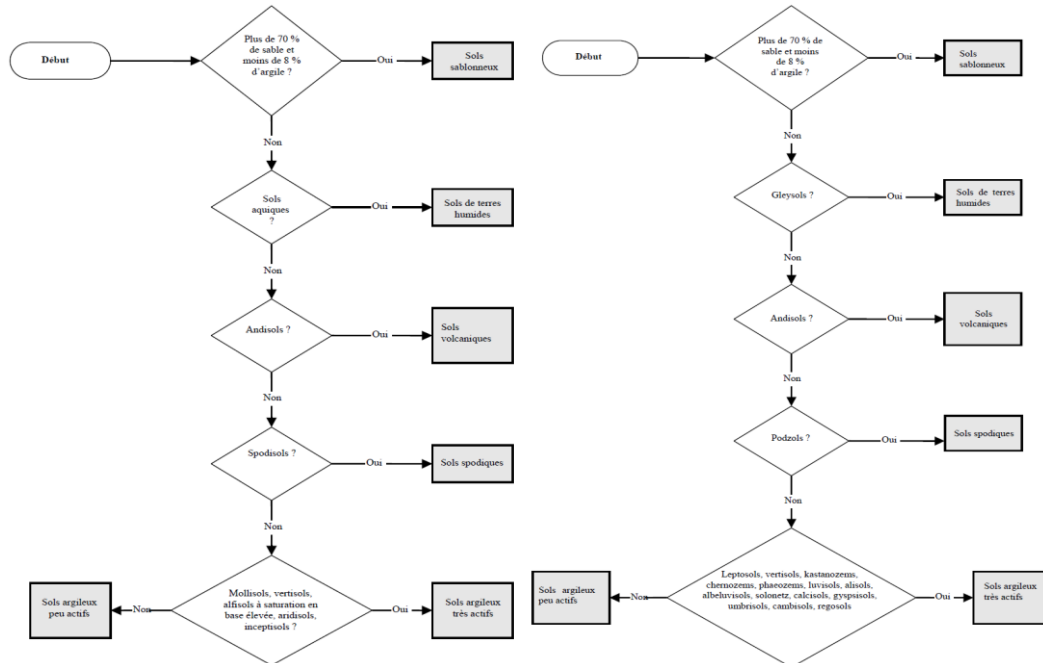 Début
Plus de 70 %
de sable et
moins de 8 %
d'argile ?
Oui
Sols
sablonneux
Non
Sols
aquiques
?
Oui
Sols de terres
humides
Non
Andisols ?
Oui
Sols
volcaniques
Non
Spodisols ?
Oui
Sols spodiques
Non
Mollisols, vertisols,
alfisols à saturation en
base élevée, aridisols,
inceptisols ?
Non
Sols argileux
peu actifs
Oui
Sols argileux
très actifs
Début
Plus de 70 % de
sable et moins
de 8 %
d'argile ?
Oui
Sols
sablonneux
Non
Gleysols ?
Oui
Sols de terres
humides
Non
Andisols ?
Oui
Sols
volcaniques
Non
Podzols ?
Oui
Sols spodiques
Non
Leptosols, vertisols, kastanozems,
chernozems, phaeozems, luvisols, alisols,
albeluvisols, solonetz, calcisols, gyspsisols,
umbrisols, cambisols, regosols
Non
Sols argileux
peu actifs
Oui
Sols argileux
très actifs